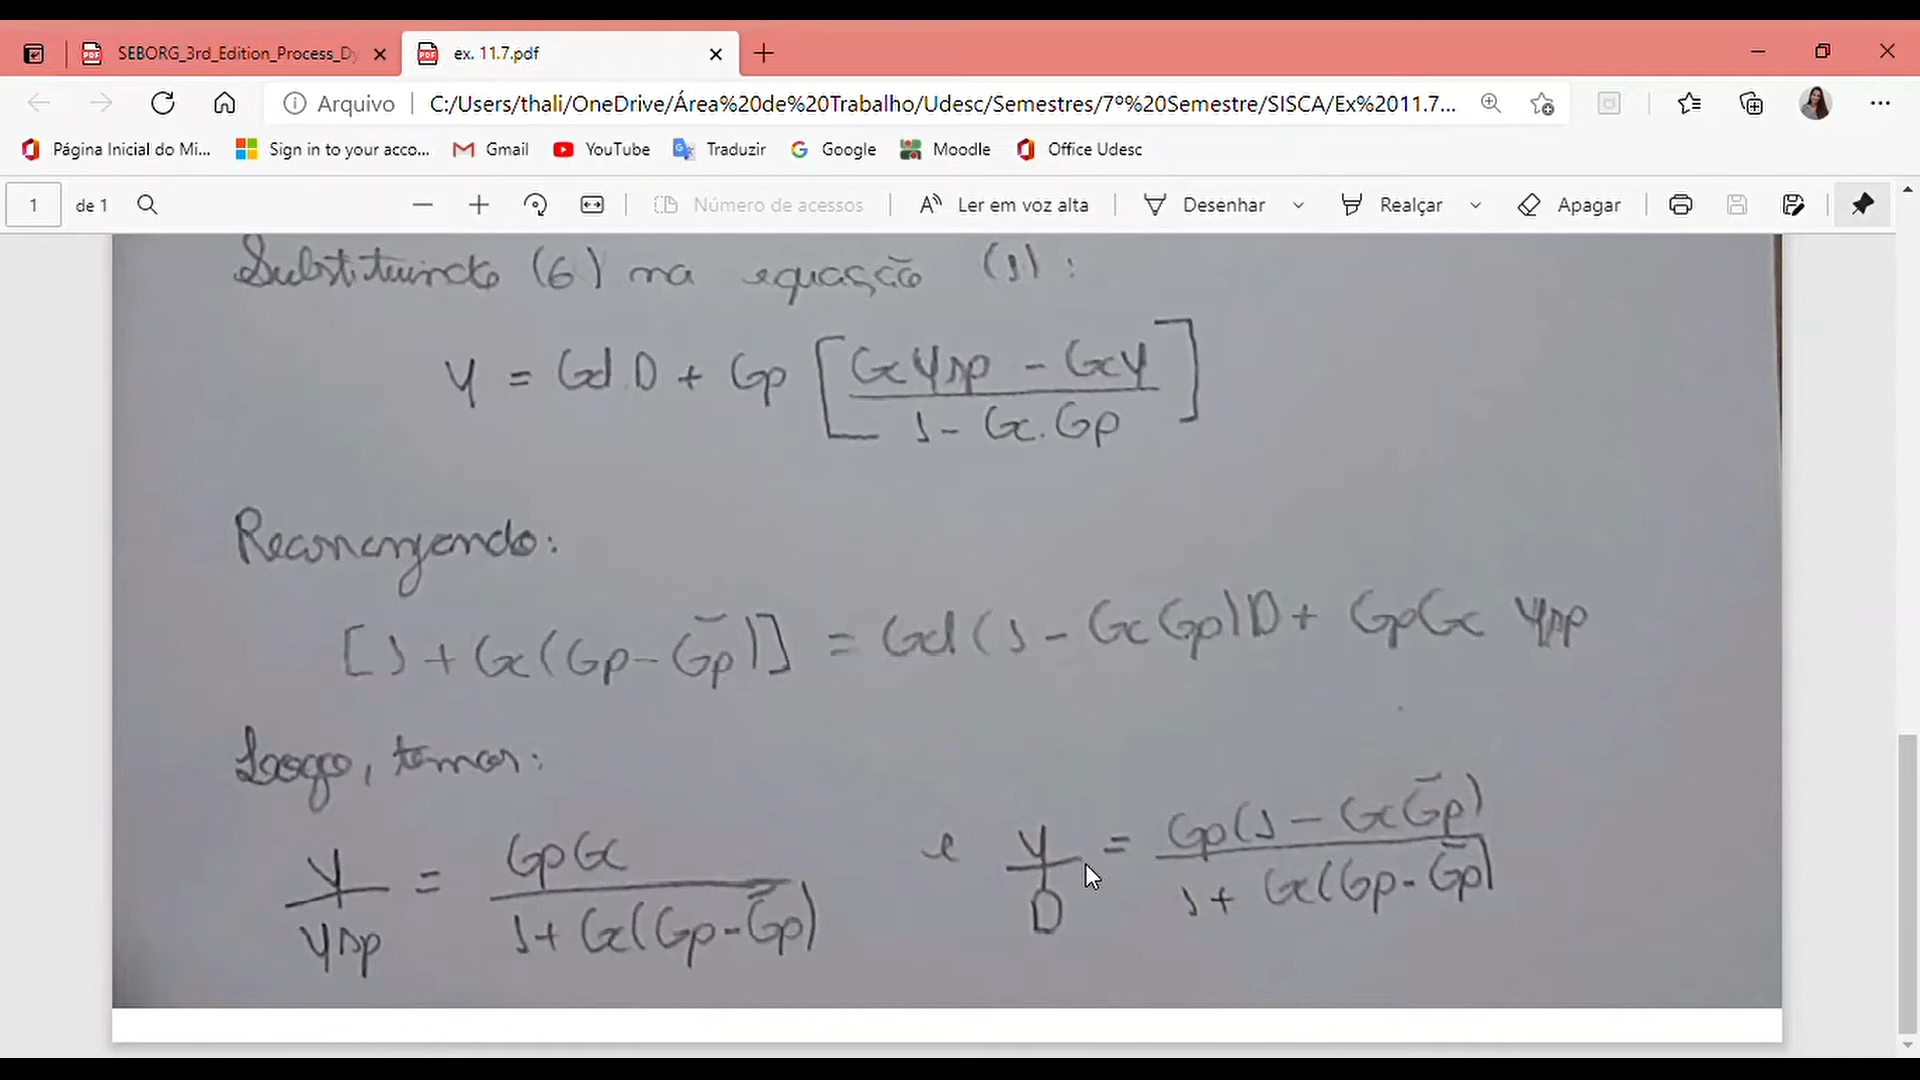 SEBORG_3rd_Edition_Process_Dy
ex. 11.7.pdf
Arquivo
C:/Users/thali/OneDrive/Área%20de%20Trabalho/Udesc/Semestres/7º%20Semestre/SISCA/Ex%2011.7...
Página Inicial do Mi...
Sign in to your acco...
Gmail
YouTube
Traduzir
Google
Moodle
Office Udesc
1 de 1
Número de acessos
Ler em voz alta
Desenhar
Realçar
Apagar
Substituindo (6) na equação (1):
Y = Gd.D + Gp [(GcYsp - GcY) / (1 - Gc.Gp)]
Rearranjando:
[1 + Gc(Gp - G̅p)] = Gd(1 - GcGp)D + GpGc Ysp
Logo, temos:
Y/Ysp = GpGc / (1 + Gc(Gp - G̅p)) e Y/D = Gp(1 - GcG̅p) / (1 + Gc(Gp - G̅p))